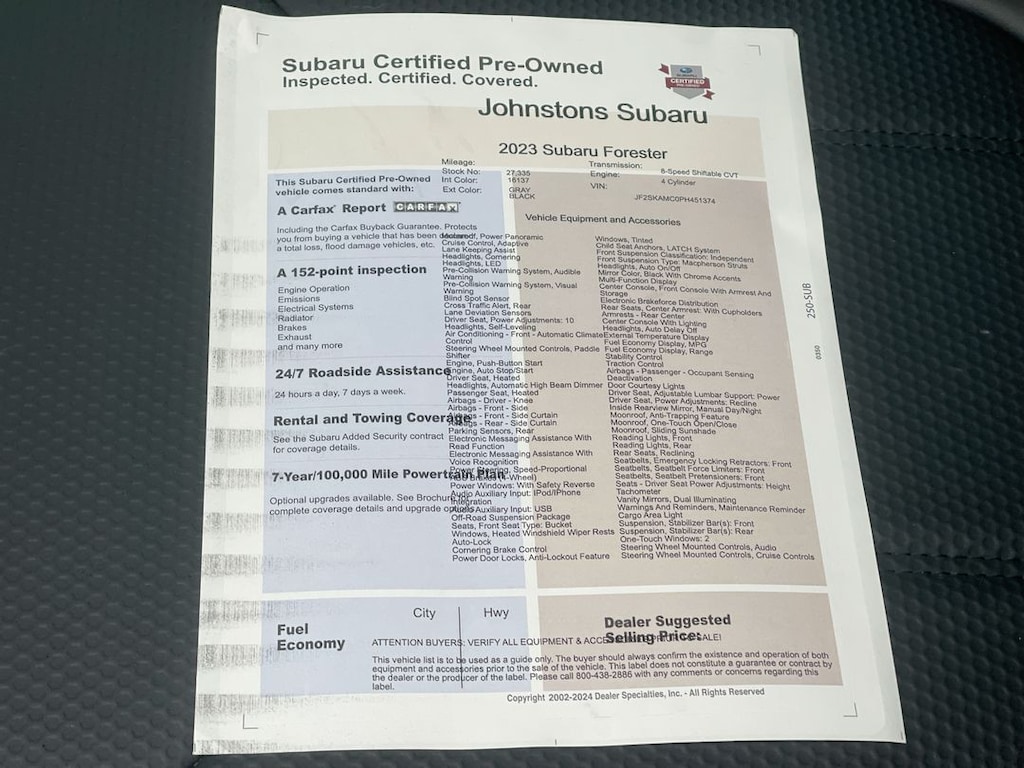 Subaru Certified Pre-Owned
Inspected. Certified. Covered.
SUBARU
CERTIFIED
PRE-OWNED
Johnstons Subaru
2023 Subaru Forester
Mileage: 27,335
Stock No: 16137
Int Color: GRAY
Ext Color: BLACK
Transmission: 8-Speed Shiftable CVT
Engine: 4 Cylinder
VIN: JF2SKAMC0PH451374
This Subaru Certified Pre-Owned
vehicle comes standard with:
A Carfax Report CARFAX
Including the Carfax Buyback Guarantee. Protects
you from buying a vehicle that has been
a total loss, flood damage vehicles, etc.
A 152-point inspection
Engine Operation
Emissions
Electrical Systems
Radiator
Brakes
Exhaust
and many more
24/7 Roadside Assistance
24 hours a day, 7 days a week.
Rental and Towing Coverage
See the Subaru Added Security contract
for coverage details.
7-Year/100,000 Mile Powertrain Plan
Optional upgrades available. See Brochure for
complete coverage details and upgrade options.
Vehicle Equipment and Accessories
Moonroof, Power Panoramic
Cruise Control, Adaptive
Lane Keeping Assist
Headlights, Cornering
Headlights, LED
Pre-Collision Warning System, Audible
Warning
Pre-Collision Warning System, Visual
Warning
Blind Spot Sensor
Cross Traffic Alert, Rear
Lane Deviation Sensors
Driver Seat, Power Adjustments: 10
Headlights, Self-Leveling
Air Conditioning - Front - Automatic Climate
Control
Steering Wheel Mounted Controls, Paddle
Shifter
Engine, Push-Button Start
Engine, Auto Stop/Start
Driver Seat, Heated
Headlights, Automatic High Beam Dimmer
Passenger Seat, Heated
Airbags - Driver - Knee
Airbags - Front - Side
Airbags - Front - Side Curtain
Airbags - Rear - Side Curtain
Parking Sensors, Rear
Electronic Messaging Assistance With
Read Function
Electronic Messaging Assistance With
Voice Recognition
Power Steering, Speed-Proportional
ABS Brakes (4-Wheel)
Power Windows: With Safety Reverse
Audio Auxiliary Input: IPod/IPhone
Integration
Audio Auxiliary Input: USB
Off-Road Suspension Package
Seats, Front Seat Type: Bucket
Windows, Heated Windshield Wiper Rests
Auto-Lock
Cornering Brake Control
Power Door Locks, Anti-Lockout Feature
Windows, Tinted
Child Seat Anchors, LATCH System
Front Suspension Classification: Independent
Front Suspension Type: Macpherson Struts
Headlights, Auto On/Off
Mirror Color, Black With Chrome Accents
Multi-Function Display
Center Console, Front Console With Armrest And
Storage
Electronic Brakeforce Distribution
Rear Seats, Center Armrest: With Cupholders
Armrests - Rear Center
Center Console With Lighting
Headlights, Auto Delay Off
External Temperature Display
Fuel Economy Display, MPG
Fuel Economy Display, Range
Stability Control
Traction Control
Airbags - Passenger - Occupant Sensing
Deactivation
Door Courtesy Lights
Driver Seat, Adjustable Lumbar Support: Power
Driver Seat, Power Adjustments: Recline
Inside Rearview Mirror, Manual Day/Night
Moonroof, Anti-Trapping Feature
Moonroof, One-Touch Open/Close
Moonroof, Sliding Sunshade
Reading Lights, Front
Reading Lights, Rear
Rear Seats, Reclining
Seatbelts, Emergency Locking Retractors: Front
Seatbelts, Seatbelt Force Limiters: Front
Seatbelts, Seatbelt Pretensioners: Front
Seats - Driver Seat Power Adjustments: Height
Tachometer
Vanity Mirrors, Dual Illuminating
Warnings And Reminders, Maintenance Reminder
Cargo Area Light
Suspension, Stabilizer Bar(s): Front
Suspension, Stabilizer Bar(s): Rear
One-Touch Windows: 2
Steering Wheel Mounted Controls, Audio
Steering Wheel Mounted Controls, Cruise Controls
250-SUB
0350
Fuel
Economy
City
Hwy
Dealer Suggested
Selling Price:
ATTENTION BUYERS: VERIFY ALL EQUIPMENT & SALE!
This vehicle list is to be used as a guide only. The buyer should always confirm the existence and operation of both
equipment and accessories prior to the sale of the vehicle. This label does not constitute a guarantee or contract by
the dealer or the producer of the label. Please call 800-438-2886 with any comments or concerns regarding this
label.
Copyright 2002-2024 Dealer Specialties, Inc. - All Rights Reserved